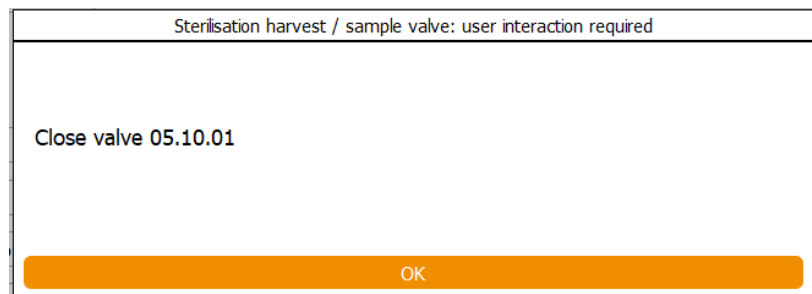 Sterilisation harvest / sample valve: user interaction required
Close valve 05.10.01
OK